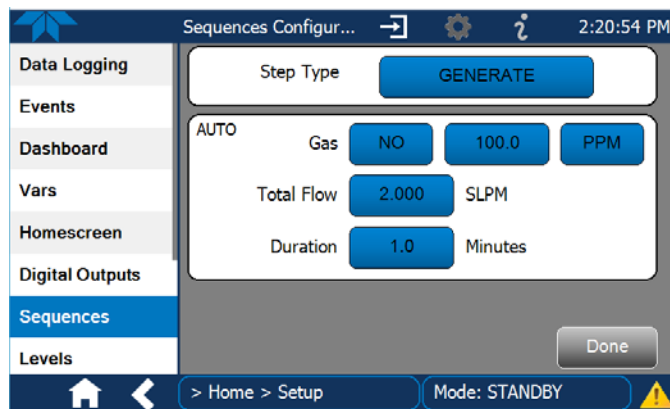 Sequences Configur... 2:20:54 PM
Data Logging
Events
Dashboard
Vars
Homescreen
Digital Outputs
Sequences
Levels
Step Type GENERATE
AUTO
Gas NO 100.0 PPM
Total Flow 2.000 SLPM
Duration 1.0 Minutes
Done
> Home > Setup Mode: STANDBY